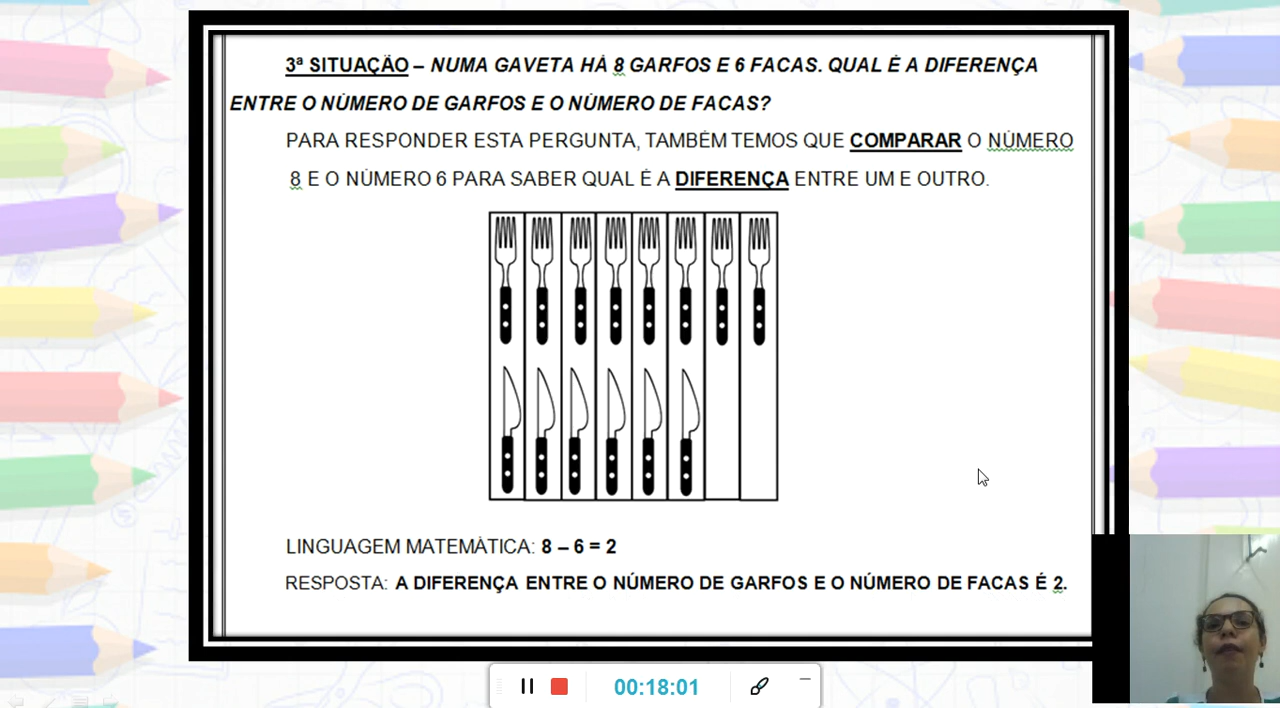 3ª SITUAÇÃO – NUMA GAVETA HÁ 8 GARFOS E 6 FACAS. QUAL É A DIFERENÇA
ENTRE O NÚMERO DE GARFOS E O NÚMERO DE FACAS?
PARA RESPONDER ESTA PERGUNTA, TAMBÉM TEMOS QUE COMPARAR O NÚMERO
8 E O NÚMERO 6 PARA SABER QUAL É A DIFERENÇA ENTRE UM E OUTRO.
LINGUAGEM MATEMÁTICA: 8 – 6 = 2
RESPOSTA: A DIFERENÇA ENTRE O NÚMERO DE GARFOS E O NÚMERO DE FACAS É 2.
00:18:01